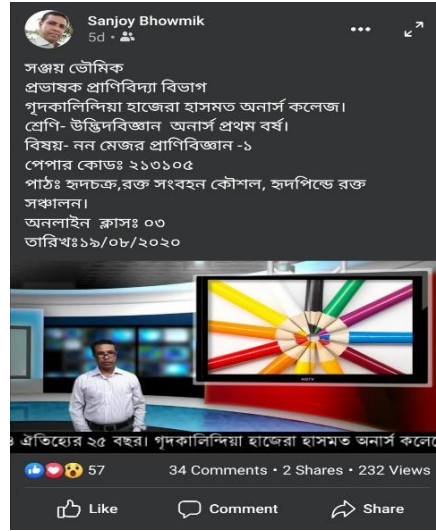 Sanjoy Bhowmik
5d
সঞ্জয় ভৌমিক
প্রভাষক প্রাণিবিদ্যা বিভাগ
গৃদকালিন্দিয়া হাজেরা হাসমত অনার্স কলেজ।
শ্রেণি- উদ্ভিদবিজ্ঞান অনার্স প্রথম বর্ষ।
বিষয়- নন মেজর প্রাণিবিজ্ঞান -১
পেপার কোডঃ ২১৩১০৫
পাঠঃ হৃদচক্র,রক্ত সংবহন কৌশল, হৃদপিন্ডে রক্ত
সঞ্চালন।
অনলাইন ক্লাসঃ ০৩
তারিখঃ১৯/০৮/২০২০
ঐতিহ্যের ২৫ বছর। গৃদকালিন্দিয়া হাজেরা হাসমত অনার্স
57 34 Comments • 2 Shares • 232 Views
Like Comment Share